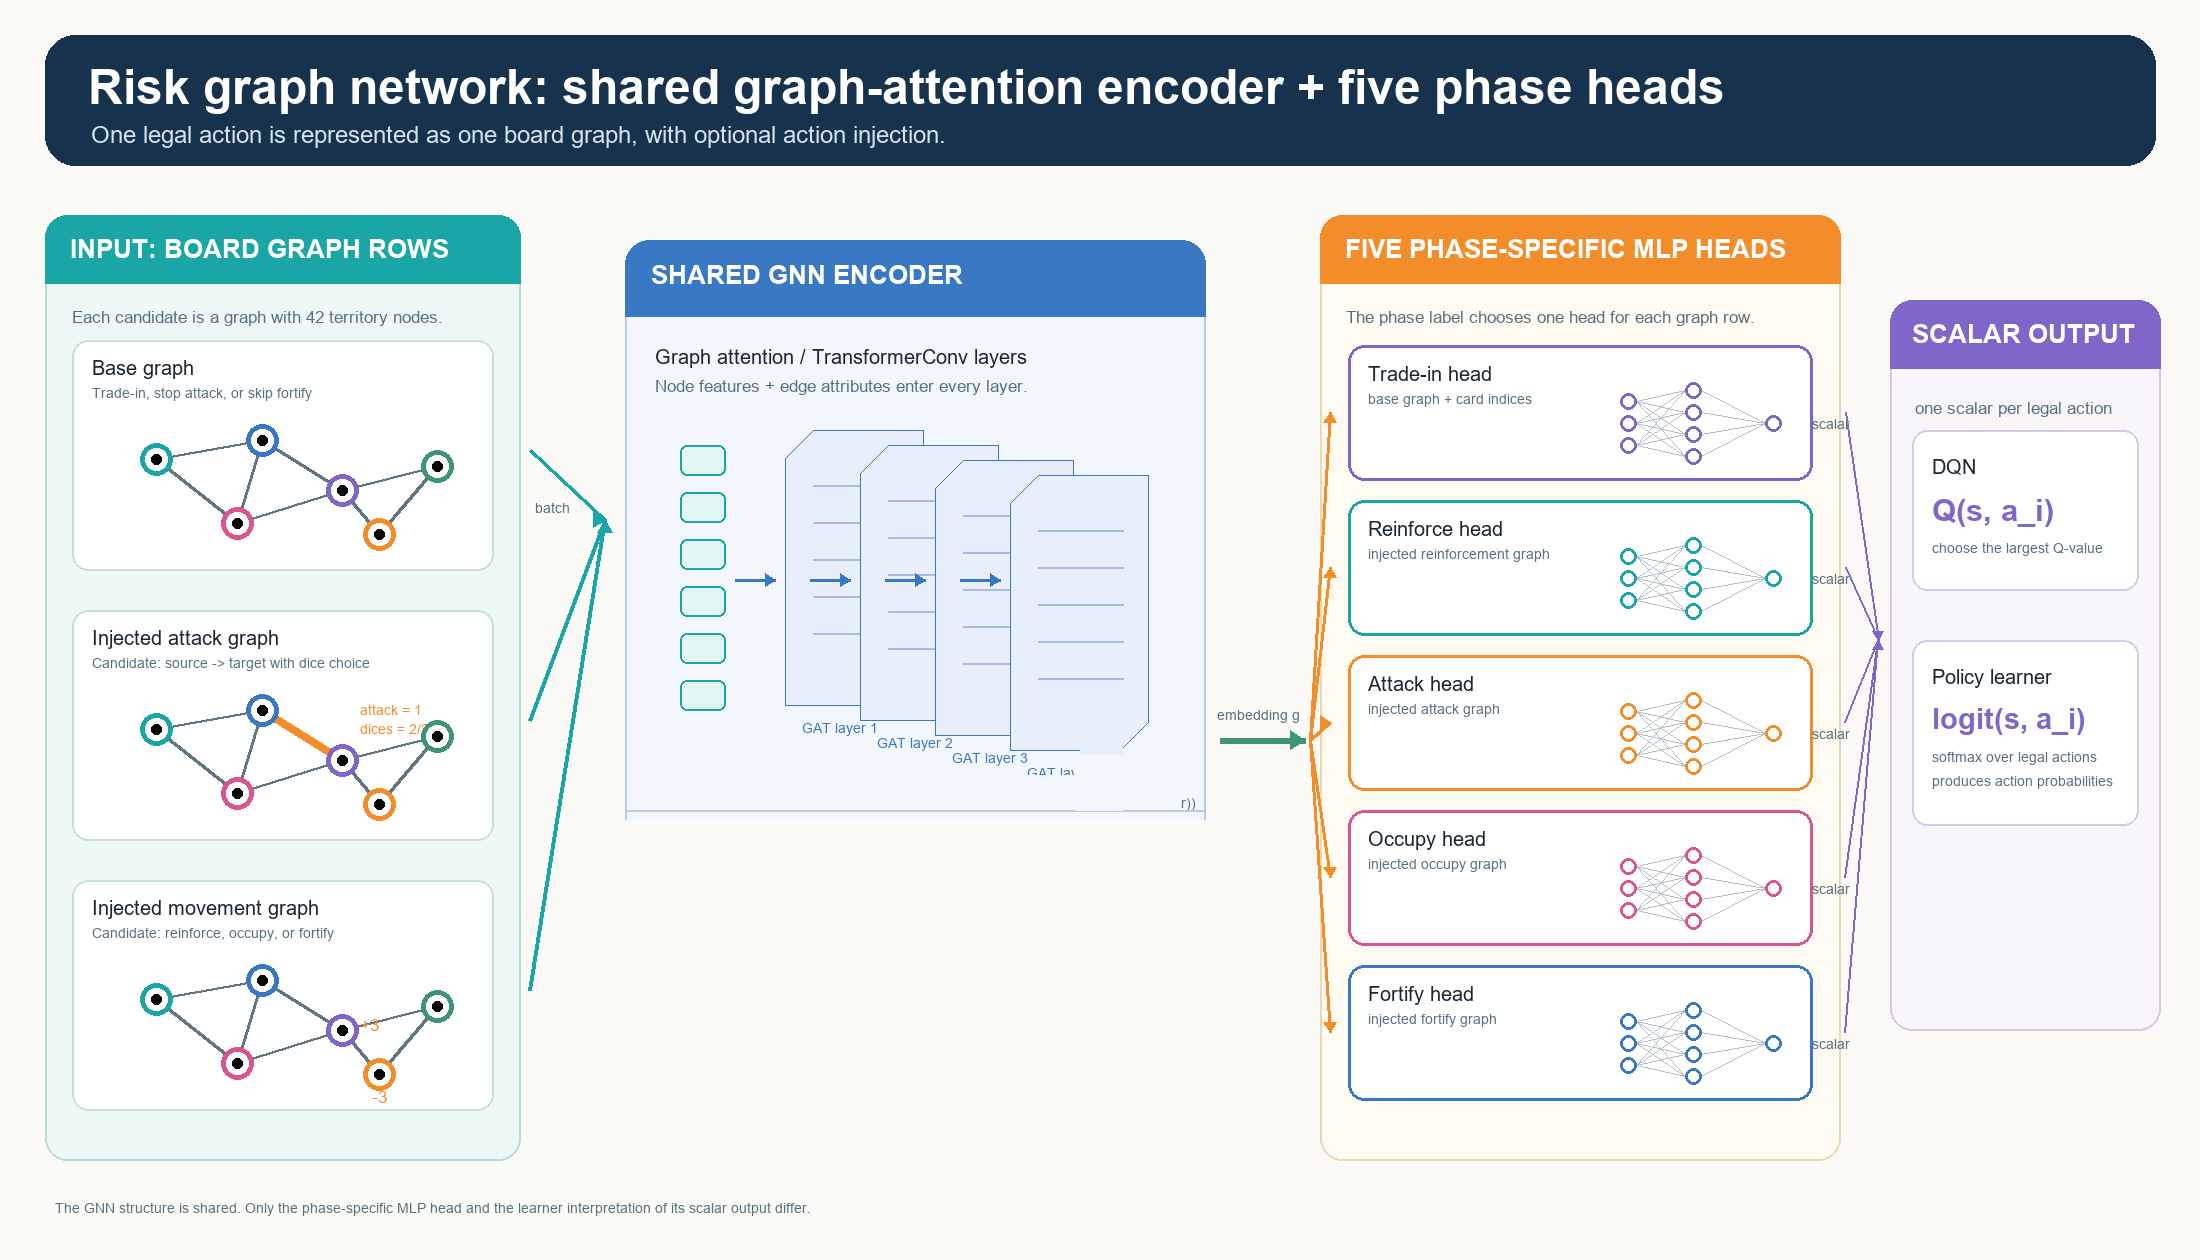 Risk graph network: shared graph-attention encoder + five phase heads
One legal action is represented as one board graph, with optional action injection.
INPUT: BOARD GRAPH ROWS
Each candidate is a graph with 42 territory nodes.
Base graph
Trade-in, stop attack, or skip fortify
Injected attack graph
Candidate: source -> target with dice choice
attack = 1
dices = 2/
Injected movement graph
Candidate: reinforce, occupy, or fortify
+3
-3
batch
SHARED GNN ENCODER
Graph attention / TransformerConv layers
Node features + edge attributes enter every layer.
GAT layer 1
GAT layer 2
GAT layer 3
GAT
r))
embedding g
FIVE PHASE-SPECIFIC MLP HEADS
The phase label chooses one head for each graph row.
Trade-in head
base graph + card indices
scalar
Reinforce head
injected reinforcement graph
scalar
Attack head
injected attack graph
scalar
Occupy head
injected occupy graph
scalar
Fortify head
injected fortify graph
scalar
SCALAR OUTPUT
one scalar per legal action
DQN
Q(s, a_i)
choose the largest Q-value
Policy learner
logit(s, a_i)
softmax over legal actions
produces action probabilities
The GNN structure is shared. Only the phase-specific MLP head and the learner interpretation of its scalar output differ.